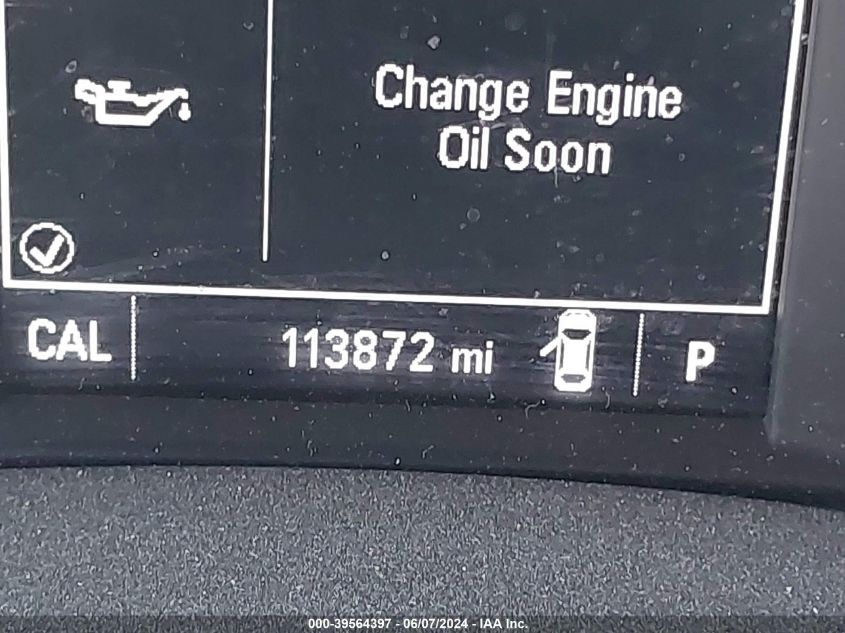 Change Engine
Oil Soon
CAL 113872 mi P
000-39564397 - 06/07/2024 - IAA Inc.